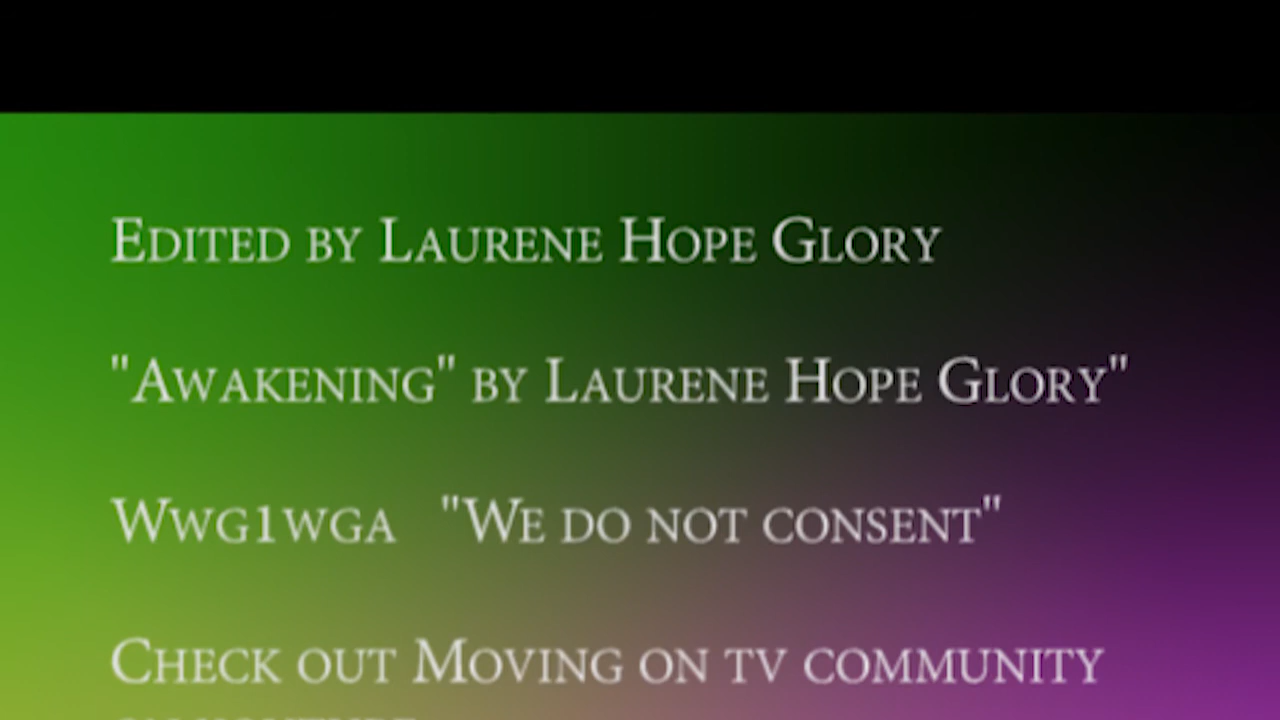 Edited by Laurene Hope Glory
"Awakening" by Laurene Hope Glory"
Wwg1wga "We do not consent"
Check out Moving on tv community